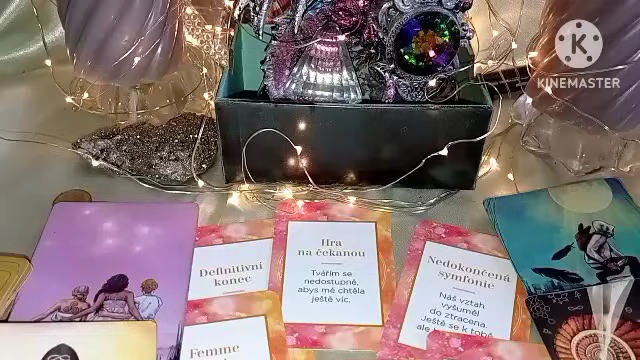 KINEMASTER
Hra
na čekanou
Tvářím se
nedostupně,
abys mě chtěla
ještě víc.
Nedokončená
symfonie
Náš vztah
vyšuměl
do ztracena.
Ještě se k tobě
ale
Definitivní
konec
Femme